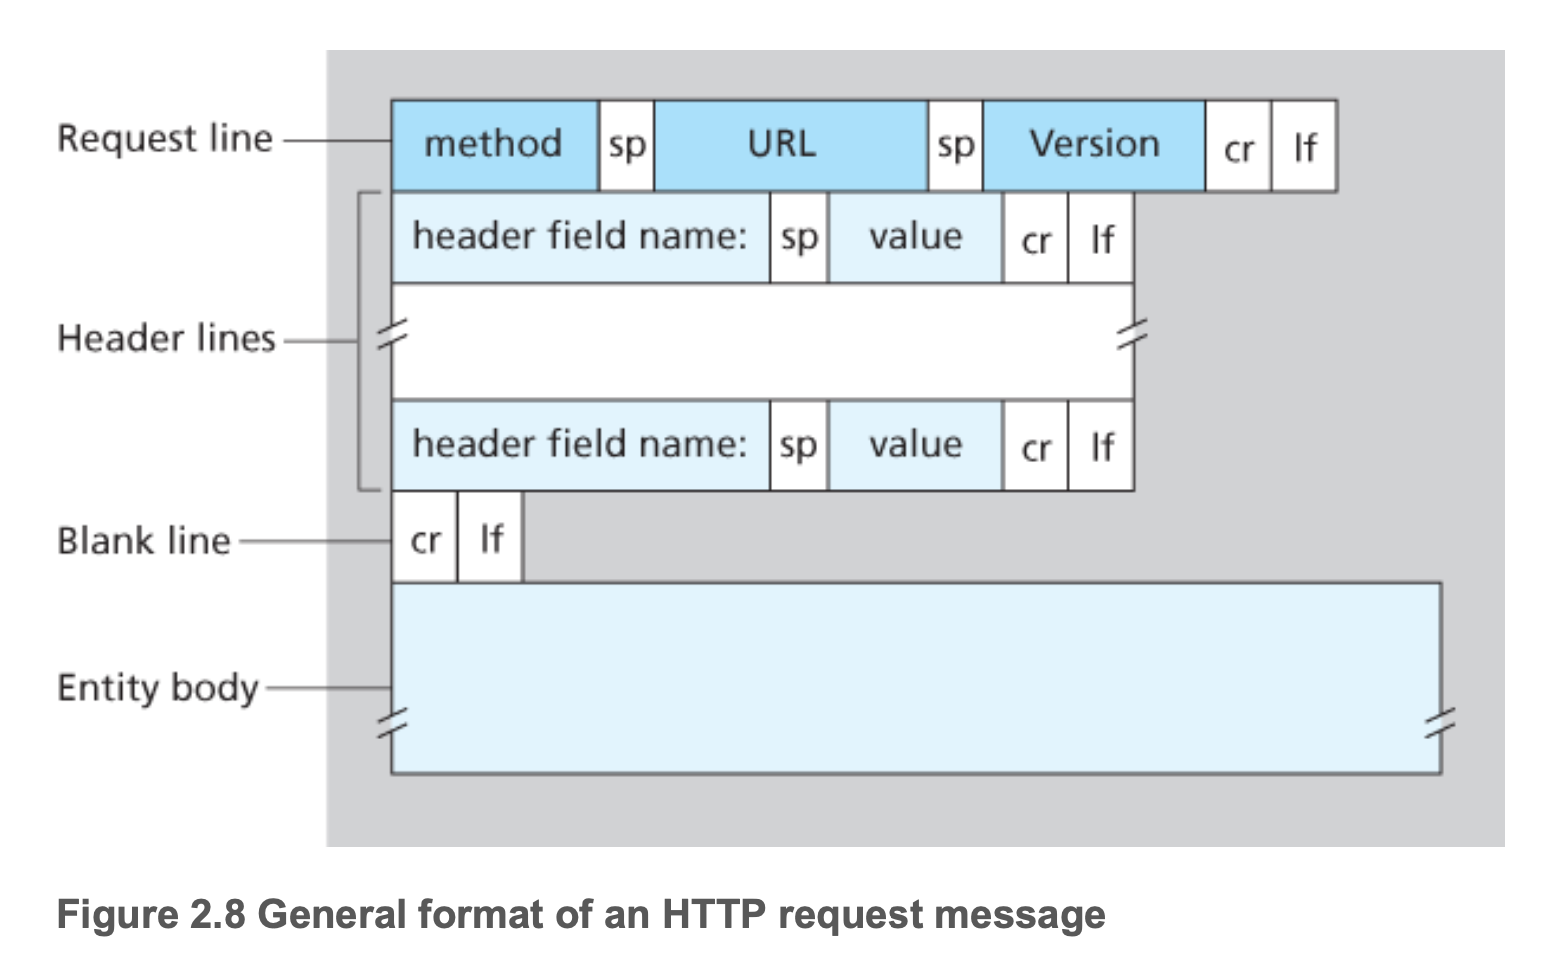 Request line method sp URL sp Version cr lf
header field name: sp value cr lf
Header lines
header field name: sp value cr lf
Blank line cr lf
Entity body
Figure 2.8 General format of an HTTP request message